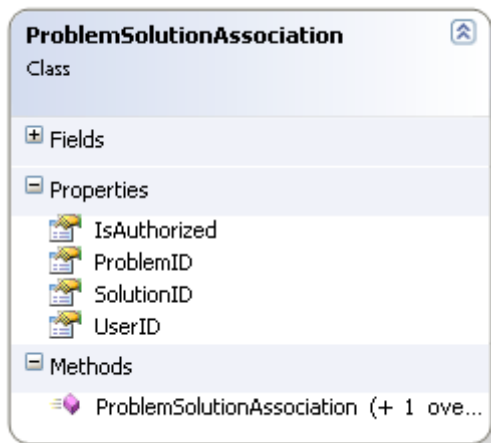 ProblemSolutionAssociation
Class
Fields
Properties
IsAuthorized
ProblemID
SolutionID
UserID
Methods
ProblemSolutionAssociation (+ 1 ove...